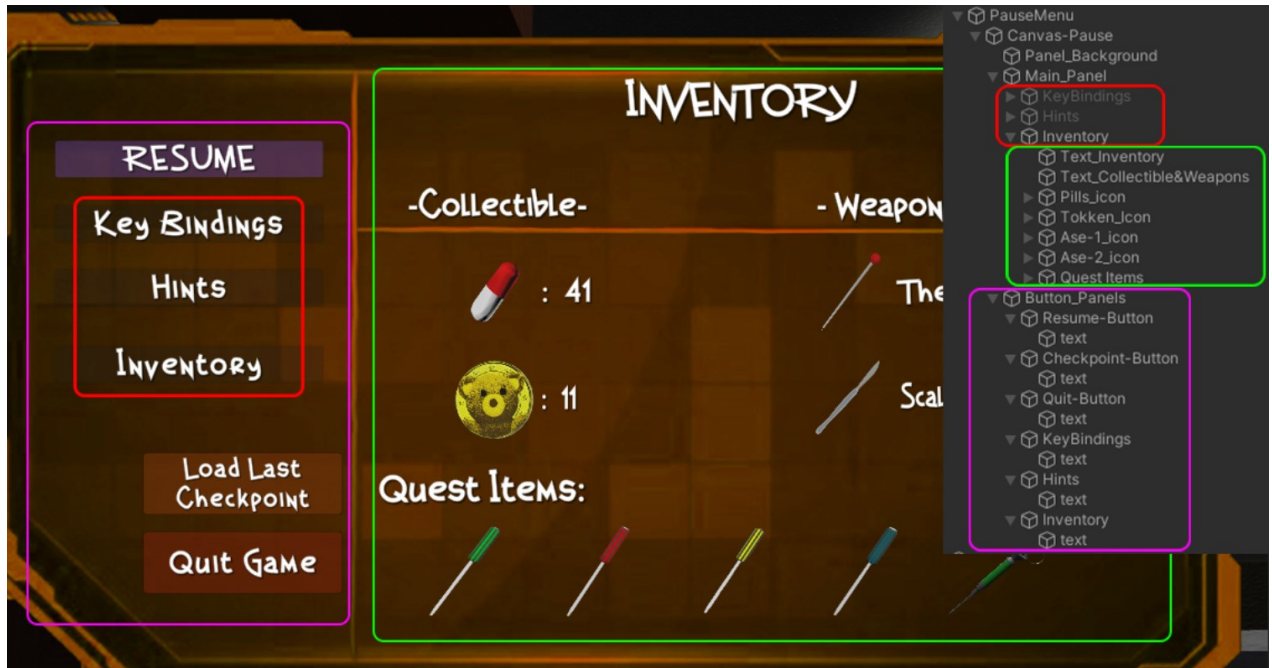 RESUME
Key Bindings
Hints
Inventory
Load Last
Checkpoint
Quit Game
Inventory
-Collectible-
: 41
: 11
- Weapon
The
Scal
Quest Items:
PauseMenu
Canvas-Pause
Panel_Background
Main_Panel
KeyBindings
Hints
Inventory
Text_Inventory
Text_Collectible&Weapons
Pills_icon
Tokken_Icon
Ase-1_icon
Ase-2_icon
Quest Items
Button_Panels
Resume-Button
text
Checkpoint-Button
text
Quit-Button
text
KeyBindings
text
Hints
text
Inventory
text